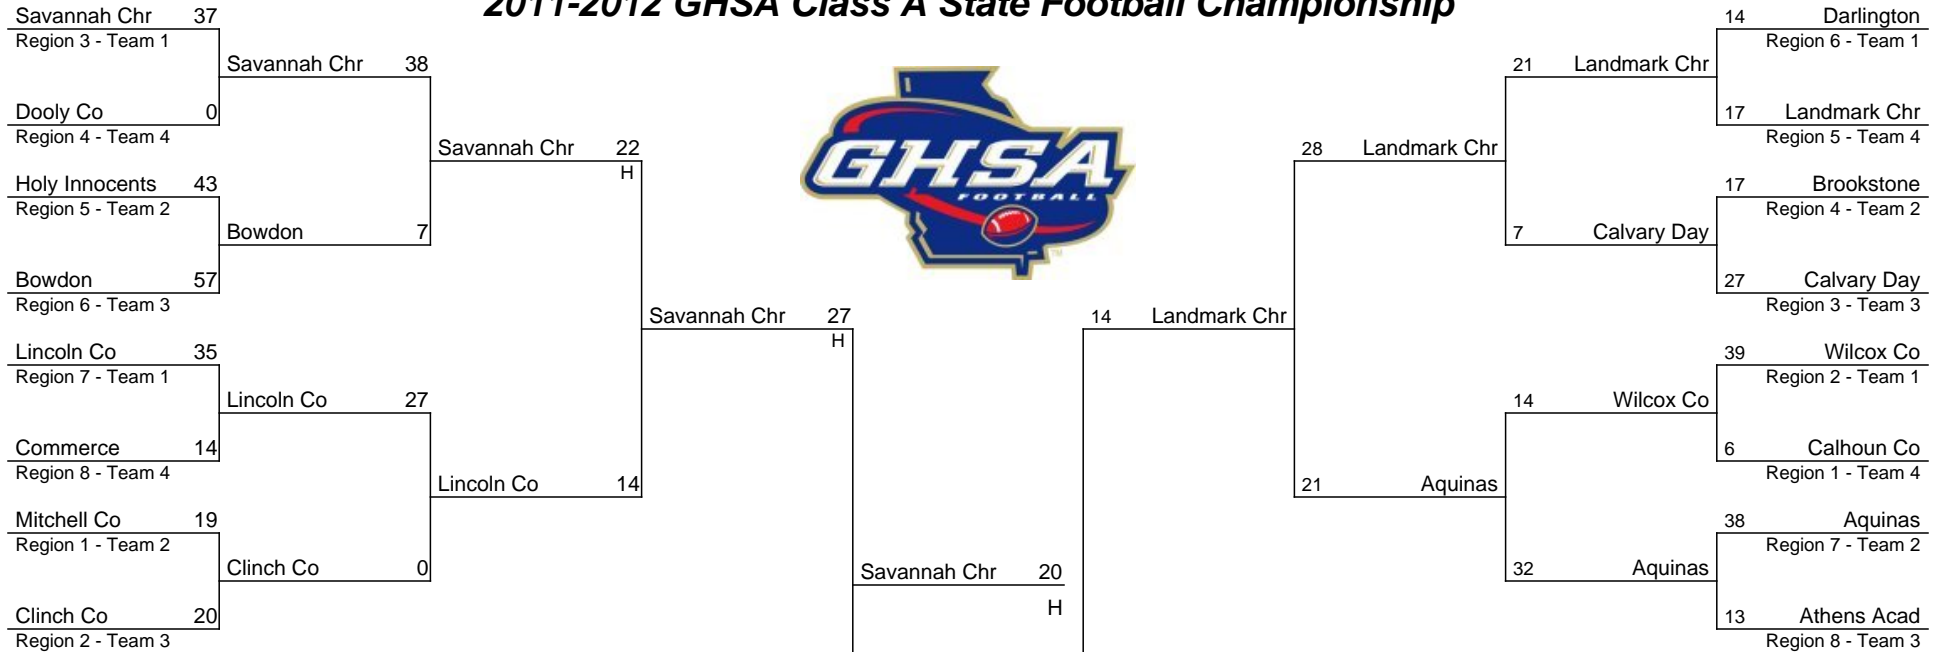 2011-2012 GHSA Class A State Football Championship
Savannah Chr 37
Region 3 - Team 1
Savannah Chr 38
Dooly Co 0
Region 4 - Team 4
Savannah Chr 22
H
Holy Innocents 43
Region 5 - Team 2
Bowdon 7
Bowdon 57
Region 6 - Team 3
Savannah Chr 27
H
Lincoln Co 35
Region 7 - Team 1
Lincoln Co 27
Commerce 14
Region 8 - Team 4
Lincoln Co 14
Mitchell Co 19
Region 1 - Team 2
Clinch Co 0
Clinch Co 20
Region 2 - Team 3
Savannah Chr 20
H
GHSA
FOOTBALL
TM
14 Darlington
Region 6 - Team 1
21 Landmark Chr
17 Landmark Chr
Region 5 - Team 4
28 Landmark Chr
17 Brookstone
Region 4 - Team 2
7 Calvary Day
27 Calvary Day
Region 3 - Team 3
14 Landmark Chr
39 Wilcox Co
Region 2 - Team 1
14 Wilcox Co
6 Calhoun Co
Region 1 - Team 4
21 Aquinas
38 Aquinas
Region 7 - Team 2
32 Aquinas
13 Athens Acad
Region 8 - Team 3